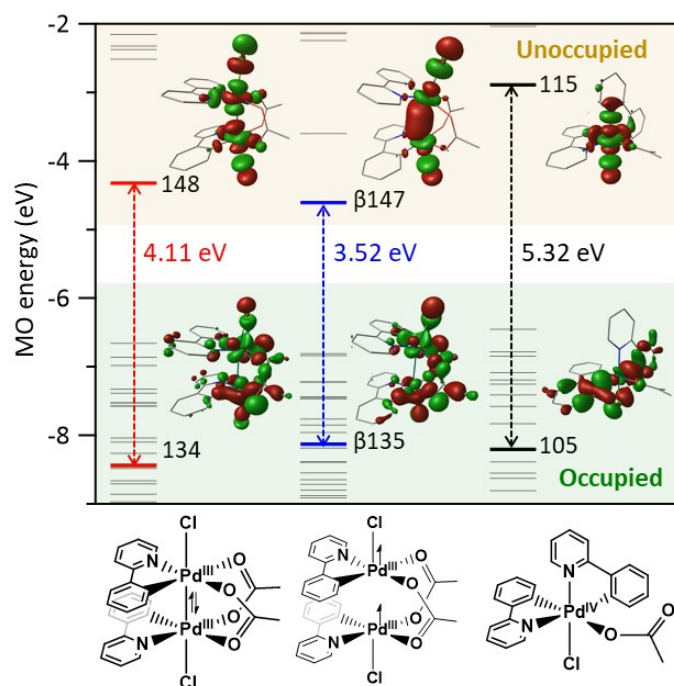 -2
Unoccupied
115
-4
148
β147
4.11 eV
3.52 eV
5.32 eV
MO energy (eV)
-6
-8
134
β135
105
Occupied
Cl
Cl
N
Pd^III
O
O
N
Pd^III
O
O
Cl
N
Pd^III
O
O
N
Pd^III
O
O
Cl
N
N
Pd^IV
O
O
Cl
Cl